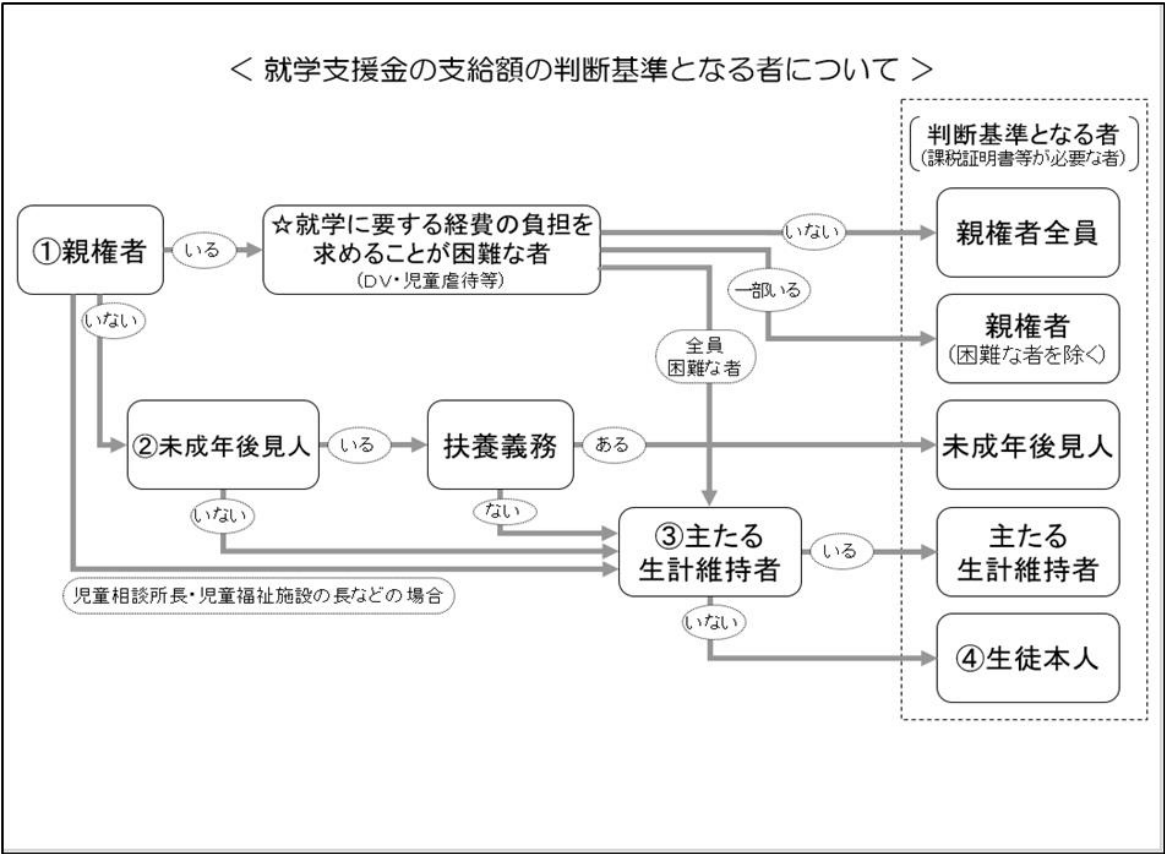 ＜ 就学支援金の支給額の判断基準となる者について ＞
判断基準となる者
(課税証明書等が必要な者)
①親権者
いる
☆就学に要する経費の負担を
求めることが困難な者
(DV・児童虐待等)
いない
親権者全員
一部いる
親権者
(困難な者を除く)
いない
全員
困難な者
②未成年後見人
いる
扶養義務
ある
未成年後見人
いない
ない
③主たる
生計維持者
いる
主たる
生計維持者
児童相談所長・児童福祉施設の長などの場合
いない
④生徒本人